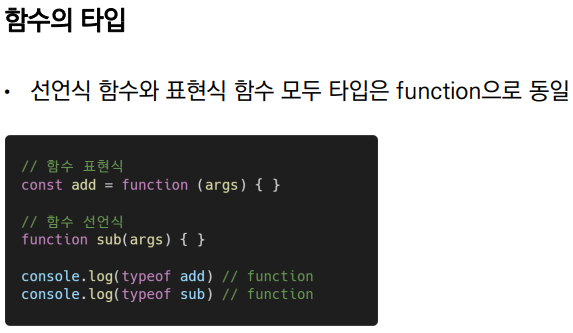 함수의 타입
• 선언식 함수와 표현식 함수 모두 타입은 function으로 동일
// 함수 표현식
const add = function (args) { }
// 함수 선언식
function sub(args) { }
console.log(typeof add) // function
console.log(typeof sub) // function